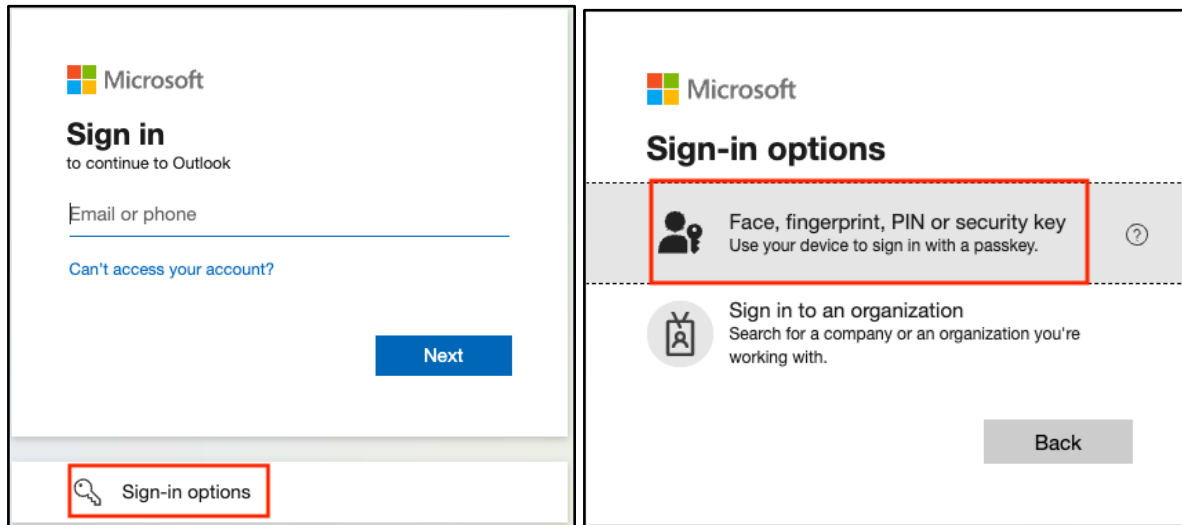 Microsoft
Sign in
to continue to Outlook
Email or phone
Can't access your account?
Next
Sign-in options
Microsoft
Sign-in options
Face, fingerprint, PIN or security key
Use your device to sign in with a passkey.
?
Sign in to an organization
Search for a company or an organization you're
working with.
Back